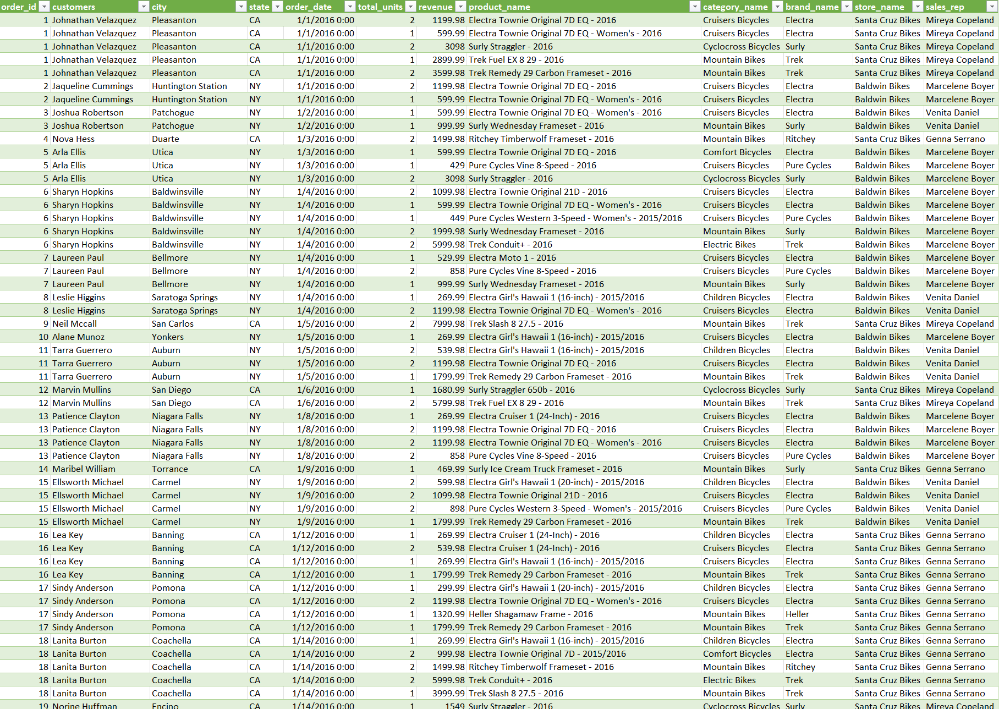 order_id customers city state order_date total_units revenue product_name category_name brand_name store_name sales_rep
1 Johnathan Velazquez Pleasanton CA 1/1/2016 0:00 2 1199.98 Electra Townie Original 7D EQ - 2016 Cruisers Bicycles Electra Santa Cruz Bikes Mireya Copeland
1 Johnathan Velazquez Pleasanton CA 1/1/2016 0:00 1 599.99 Electra Townie Original 7D EQ - Women's - 2016 Cruisers Bicycles Electra Santa Cruz Bikes Mireya Copeland
1 Johnathan Velazquez Pleasanton CA 1/1/2016 0:00 2 3098 Surly Straggler - 2016 Cyclocross Bicycles Surly Santa Cruz Bikes Mireya Copeland
1 Johnathan Velazquez Pleasanton CA 1/1/2016 0:00 1 2899.99 Trek Fuel EX 8 29 - 2016 Mountain Bikes Trek Santa Cruz Bikes Mireya Copeland
1 Johnathan Velazquez Pleasanton CA 1/1/2016 0:00 2 3599.98 Trek Remedy 29 Carbon Frameset - 2016 Mountain Bikes Trek Santa Cruz Bikes Mireya Copeland
2 Jaqueline Cummings Huntington Station NY 1/1/2016 0:00 2 1199.98 Electra Townie Original 7D EQ - 2016 Cruisers Bicycles Electra Baldwin Bikes Marcelene Boyer
2 Jaqueline Cummings Huntington Station NY 1/1/2016 0:00 1 599.99 Electra Townie Original 7D EQ - Women's - 2016 Cruisers Bicycles Electra Baldwin Bikes Marcelene Boyer
3 Joshua Robertson Patchogue NY 1/2/2016 0:00 1 599.99 Electra Townie Original 7D EQ - Women's - 2016 Cruisers Bicycles Electra Baldwin Bikes Venita Daniel
3 Joshua Robertson Patchogue NY 1/2/2016 0:00 1 999.99 Surly Wednesday Frameset - 2016 Mountain Bikes Surly Baldwin Bikes Venita Daniel
4 Nova Hess Duarte CA 1/3/2016 0:00 2 1499.98 Ritchey Timberwolf Frameset - 2016 Mountain Bikes Ritchey Santa Cruz Bikes Genna Serrano
5 Arla Ellis Utica NY 1/3/2016 0:00 1 599.99 Electra Townie Original 7D EQ - 2016 Comfort Bicycles Electra Baldwin Bikes Marcelene Boyer
5 Arla Ellis Utica NY 1/3/2016 0:00 1 429 Pure Cycles Vine 8-Speed - 2016 Cruisers Bicycles Pure Cycles Baldwin Bikes Marcelene Boyer
5 Arla Ellis Utica NY 1/3/2016 0:00 2 3098 Surly Straggler - 2016 Cyclocross Bicycles Surly Baldwin Bikes Marcelene Boyer
6 Sharyn Hopkins Baldwinsville NY 1/4/2016 0:00 2 1099.98 Electra Townie Original 21D - 2016 Cruisers Bicycles Electra Baldwin Bikes Marcelene Boyer
6 Sharyn Hopkins Baldwinsville NY 1/4/2016 0:00 1 599.99 Electra Townie Original 7D EQ - Women's - 2016 Cruisers Bicycles Electra Baldwin Bikes Marcelene Boyer
6 Sharyn Hopkins Baldwinsville NY 1/4/2016 0:00 1 449 Pure Cycles Western 3-Speed - Women's - 2015/2016 Cruisers Bicycles Pure Cycles Baldwin Bikes Marcelene Boyer
6 Sharyn Hopkins Baldwinsville NY 1/4/2016 0:00 2 1999.98 Surly Wednesday Frameset - 2016 Mountain Bikes Surly Baldwin Bikes Marcelene Boyer
6 Sharyn Hopkins Baldwinsville NY 1/4/2016 0:00 2 5999.98 Trek Conduit+ - 2016 Electric Bikes Trek Baldwin Bikes Marcelene Boyer
7 Laureen Paul Bellmore NY 1/4/2016 0:00 1 529.99 Electra Moto 1 - 2016 Cruisers Bicycles Electra Baldwin Bikes Marcelene Boyer
7 Laureen Paul Bellmore NY 1/4/2016 0:00 2 858 Pure Cycles Vine 8-Speed - 2016 Cruisers Bicycles Pure Cycles Baldwin Bikes Marcelene Boyer
7 Laureen Paul Bellmore NY 1/4/2016 0:00 1 999.99 Surly Wednesday Frameset - 2016 Mountain Bikes Surly Baldwin Bikes Marcelene Boyer
8 Leslie Higgins Saratoga Springs NY 1/4/2016 0:00 1 269.99 Electra Girl's Hawaii 1 (16-inch) - 2015/2016 Children Bicycles Electra Baldwin Bikes Venita Daniel
8 Leslie Higgins Saratoga Springs NY 1/4/2016 0:00 2 1199.98 Electra Townie Original 7D EQ - Women's - 2016 Cruisers Bicycles Electra Baldwin Bikes Venita Daniel
9 Neil Mccall San Carlos CA 1/5/2016 0:00 2 7999.98 Trek Slash 8 27.5 - 2016 Mountain Bikes Trek Santa Cruz Bikes Mireya Copeland
10 Alane Munoz Yonkers NY 1/5/2016 0:00 1 269.99 Electra Girl's Hawaii 1 (16-inch) - 2015/2016 Cruisers Bicycles Electra Baldwin Bikes Marcelene Boyer
11 Tarra Guerrero Auburn NY 1/5/2016 0:00 2 539.98 Electra Girl's Hawaii 1 (16-inch) - 2015/2016 Children Bicycles Electra Baldwin Bikes Venita Daniel
11 Tarra Guerrero Auburn NY 1/5/2016 0:00 2 1199.98 Electra Townie Original 7D EQ - 2016 Cruisers Bicycles Electra Baldwin Bikes Venita Daniel
11 Tarra Guerrero Auburn NY 1/5/2016 0:00 1 1799.99 Trek Remedy 29 Carbon Frameset - 2016 Mountain Bikes Trek Baldwin Bikes Venita Daniel
12 Marvin Mullins San Diego CA 1/6/2016 0:00 1 1680.99 Surly Straggler 650b - 2016 Cyclocross Bicycles Surly Santa Cruz Bikes Mireya Copeland
12 Marvin Mullins San Diego CA 1/6/2016 0:00 2 5799.98 Trek Fuel EX 8 29 - 2016 Mountain Bikes Trek Santa Cruz Bikes Mireya Copeland
13 Patience Clayton Niagara Falls NY 1/8/2016 0:00 1 269.99 Electra Cruiser 1 (24-Inch) - 2016 Cruisers Bicycles Electra Baldwin Bikes Marcelene Boyer
13 Patience Clayton Niagara Falls NY 1/8/2016 0:00 2 1199.98 Electra Townie Original 7D EQ - 2016 Cruisers Bicycles Electra Baldwin Bikes Marcelene Boyer
13 Patience Clayton Niagara Falls NY 1/8/2016 0:00 2 1199.98 Electra Townie Original 7D EQ - Women's - 2016 Cruisers Bicycles Electra Baldwin Bikes Marcelene Boyer
13 Patience Clayton Niagara Falls NY 1/8/2016 0:00 2 858 Pure Cycles Vine 8-Speed - 2016 Cruisers Bicycles Pure Cycles Baldwin Bikes Marcelene Boyer
14 Maribel William Torrance CA 1/9/2016 0:00 1 469.99 Surly Ice Cream Truck Frameset - 2016 Mountain Bikes Surly Santa Cruz Bikes Genna Serrano
15 Ellsworth Michael Carmel NY 1/9/2016 0:00 2 599.98 Electra Girl's Hawaii 1 (20-inch) - 2015/2016 Children Bicycles Electra Baldwin Bikes Venita Daniel
15 Ellsworth Michael Carmel NY 1/9/2016 0:00 2 1099.98 Electra Townie Original 21D - 2016 Cruisers Bicycles Electra Baldwin Bikes Venita Daniel
15 Ellsworth Michael Carmel NY 1/9/2016 0:00 2 898 Pure Cycles Western 3-Speed - Women's - 2015/2016 Cruisers Bicycles Pure Cycles Baldwin Bikes Venita Daniel
15 Ellsworth Michael Carmel NY 1/9/2016 0:00 1 1799.99 Trek Remedy 29 Carbon Frameset - 2016 Mountain Bikes Trek Baldwin Bikes Venita Daniel
16 Lea Key Banning CA 1/12/2016 0:00 1 269.99 Electra Cruiser 1 (24-Inch) - 2016 Children Bicycles Electra Santa Cruz Bikes Genna Serrano
16 Lea Key Banning CA 1/12/2016 0:00 2 539.98 Electra Cruiser 1 (24-Inch) - 2016 Cruisers Bicycles Electra Santa Cruz Bikes Genna Serrano
16 Lea Key Banning CA 1/12/2016 0:00 1 269.99 Electra Girl's Hawaii 1 (16-inch) - 2015/2016 Cruisers Bicycles Electra Santa Cruz Bikes Genna Serrano
16 Lea Key Banning CA 1/12/2016 0:00 1 1799.99 Trek Remedy 29 Carbon Frameset - 2016 Mountain Bikes Trek Santa Cruz Bikes Genna Serrano
17 Sindy Anderson Pomona CA 1/12/2016 0:00 1 299.99 Electra Girl's Hawaii 1 (20-inch) - 2015/2016 Children Bicycles Electra Santa Cruz Bikes Genna Serrano
17 Sindy Anderson Pomona CA 1/12/2016 0:00 2 1199.98 Electra Townie Original 7D EQ - Women's - 2016 Cruisers Bicycles Electra Santa Cruz Bikes Genna Serrano
17 Sindy Anderson Pomona CA 1/12/2016 0:00 1 1320.99 Heller Shagamaw Frame - 2016 Mountain Bikes Heller Santa Cruz Bikes Genna Serrano
17 Sindy Anderson Pomona CA 1/12/2016 0:00 1 1799.99 Trek Remedy 29 Carbon Frameset - 2016 Mountain Bikes Trek Santa Cruz Bikes Genna Serrano
18 Lanita Burton Coachella CA 1/14/2016 0:00 1 269.99 Electra Girl's Hawaii 1 (16-inch) - 2015/2016 Children Bicycles Electra Santa Cruz Bikes Genna Serrano
18 Lanita Burton Coachella CA 1/14/2016 0:00 2 999.98 Electra Townie Original 7D - 2015/2016 Comfort Bicycles Electra Santa Cruz Bikes Genna Serrano
18 Lanita Burton Coachella CA 1/14/2016 0:00 2 1499.98 Ritchey Timberwolf Frameset - 2016 Mountain Bikes Ritchey Santa Cruz Bikes Genna Serrano
18 Lanita Burton Coachella CA 1/14/2016 0:00 2 5999.98 Trek Conduit+ - 2016 Electric Bikes Trek Santa Cruz Bikes Genna Serrano
18 Lanita Burton Coachella CA 1/14/2016 0:00 1 3999.99 Trek Slash 8 27.5 - 2016 Mountain Bikes Trek Santa Cruz Bikes Genna Serrano
19 Norine Huffman Encino CA 1/14/2016 0:00 1 1549 Surly Straggler - 2016 Cyclocross Bicycles Surly Santa Cruz Bikes Mireya Copeland